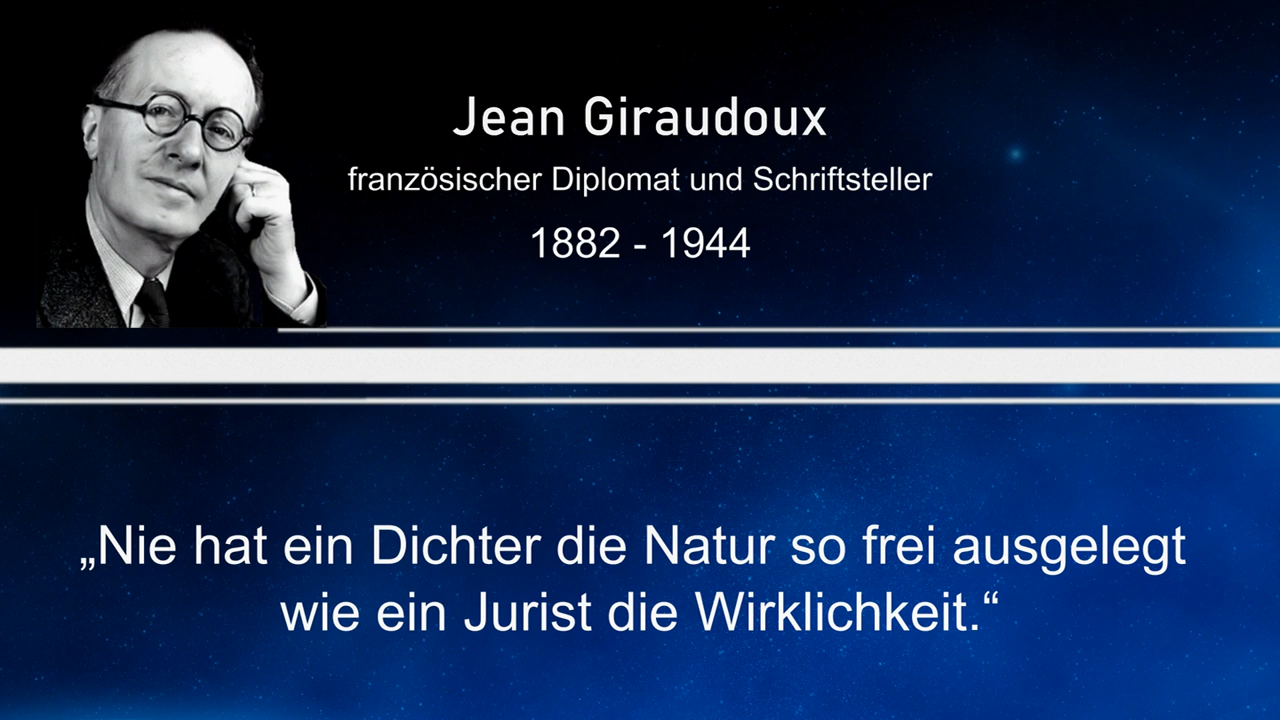 Jean Giraudoux
französischer Diplomat und Schriftsteller
1882 - 1944
„Nie hat ein Dichter die Natur so frei ausgelegt
wie ein Jurist die Wirklichkeit.“